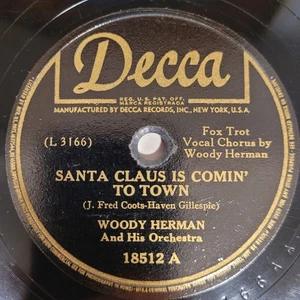 Decca
REG. U.S. PAT. OFF.
MARCA REGISTRADA
MANUFACTURED BY DECCA RECORDS, INC., NEW YORK, U.S.A.
Fox Trot
(L 3166)
Vocal Chorus by
Woody Herman
SANTA CLAUS IS COMIN'
TO TOWN
(J. Fred Coots-Haven Gillespie)
WOODY HERMAN
And His Orchestra
18512 A